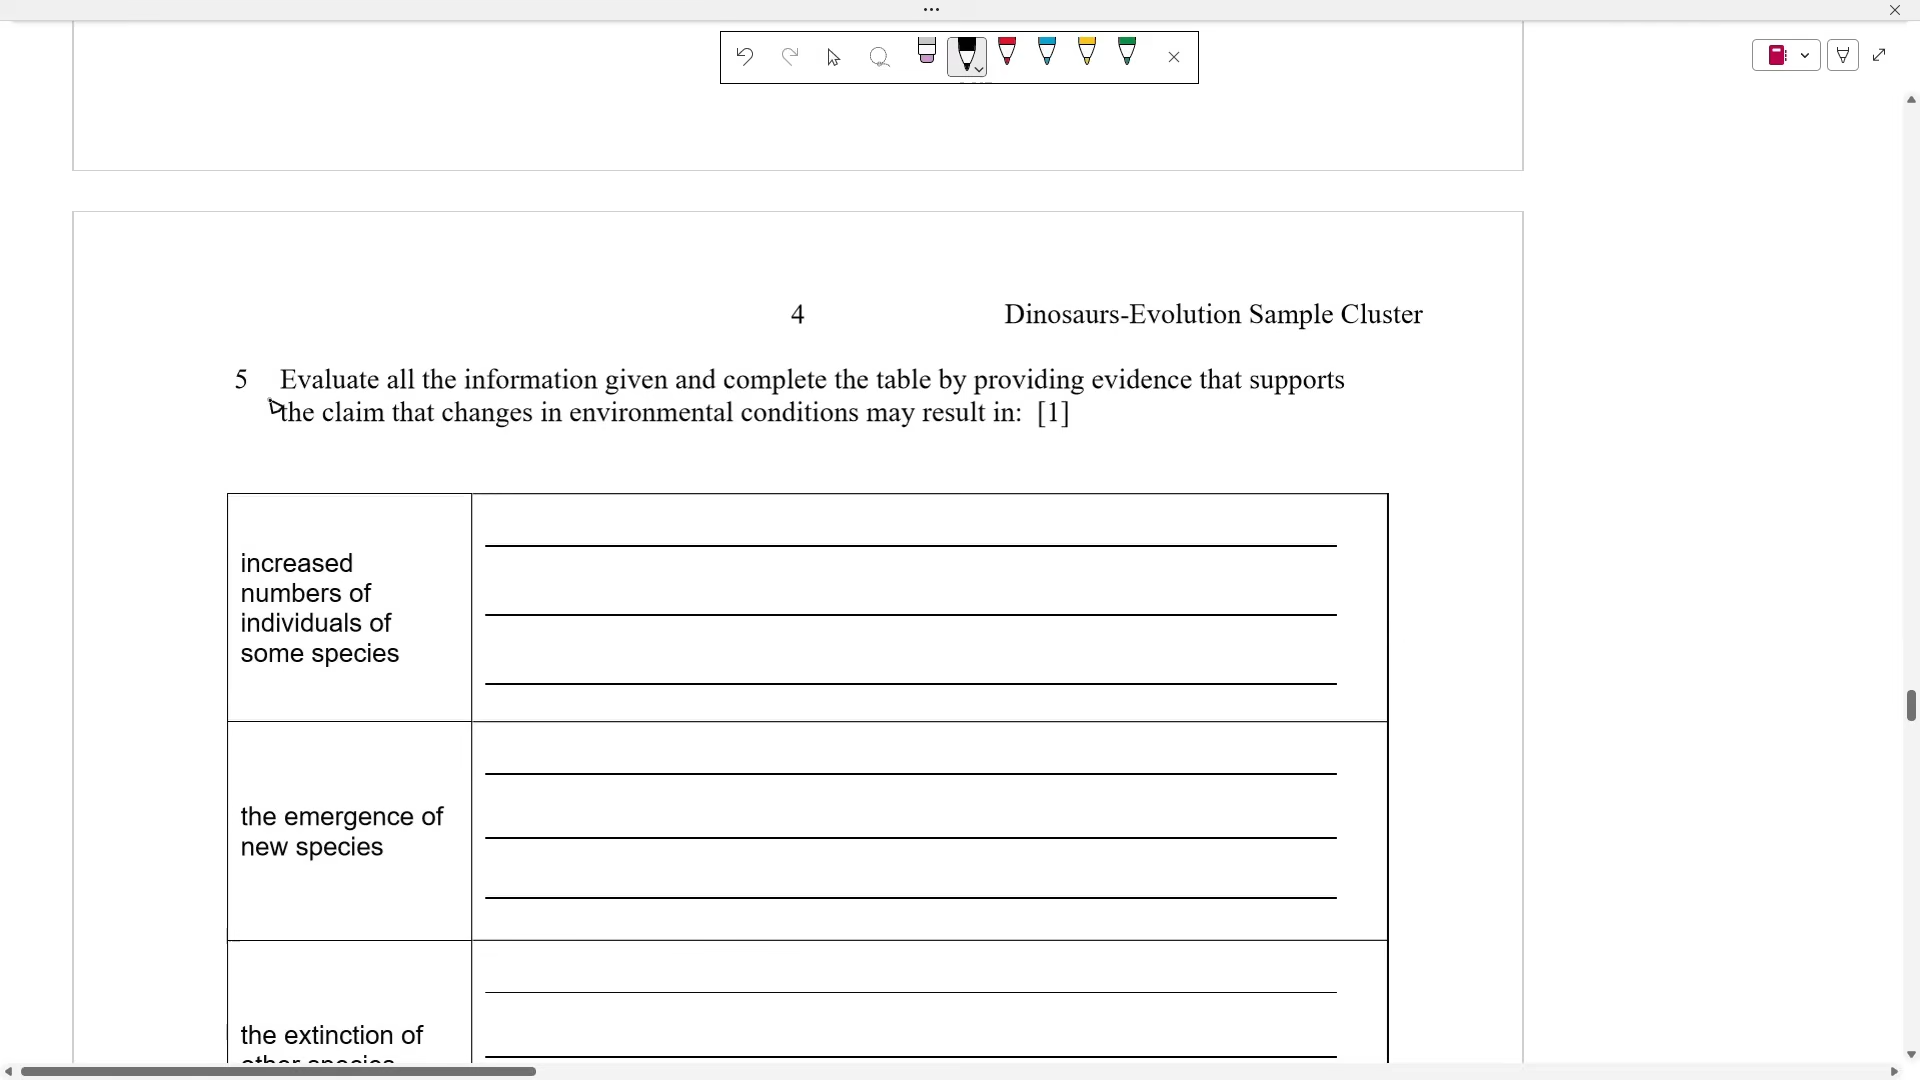 4 Dinosaurs-Evolution Sample Cluster
5 Evaluate all the information given and complete the table by providing evidence that supports
the claim that changes in environmental conditions may result in: [1]
increased
numbers of
individuals of
some species
the emergence of
new species
the extinction of
other species